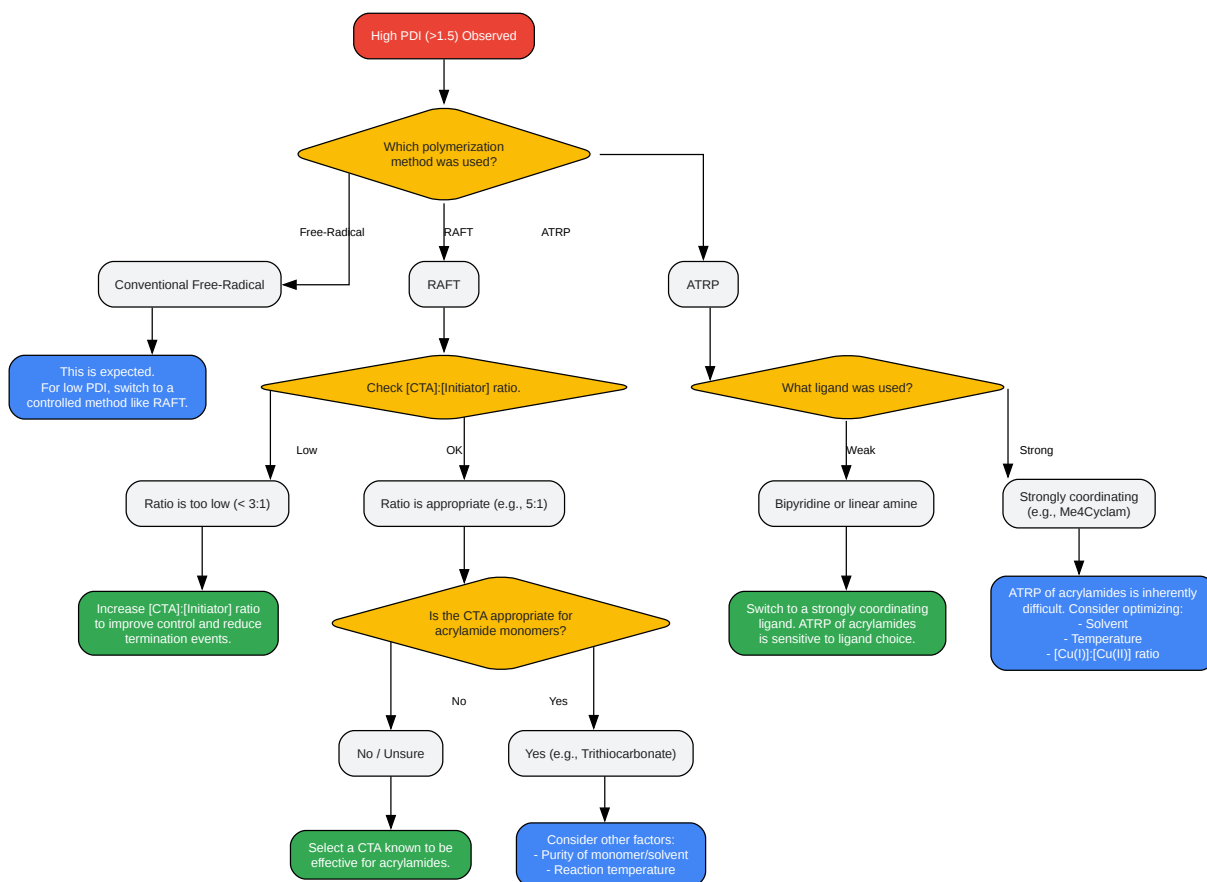 High PDI (>1.5) Observed
Which polymerization
method was used?
Free-Radical
RAFT
ATRP
Conventional Free-Radical
RAFT
ATRP
This is expected.
For low PDI, switch to a
controlled method like RAFT.
Check [CTA]:[Initiator] ratio.
What ligand was used?
Low
OK
Weak
Strong
Ratio is too low (< 3:1)
Ratio is appropriate (e.g., 5:1)
Bipyridine or linear amine
Strongly coordinating
(e.g., Me4Cyclam)
Increase [CTA]:[Initiator] ratio
to improve control and reduce
termination events.
Is the CTA appropriate for
acrylamide monomers?
Switch to a strongly coordinating
ligand. ATRP of acrylamides
is sensitive to ligand choice.
ATRP of acrylamides is inherently
difficult. Consider optimizing:
- Solvent
- Temperature
- [Cu(I)]:[Cu(II)] ratio
No
Yes
No / Unsure
Yes (e.g., Trithiocarbonate)
Select a CTA known to be
effective for acrylamides.
Consider other factors:
- Purity of monomer/solvent
- Reaction temperature